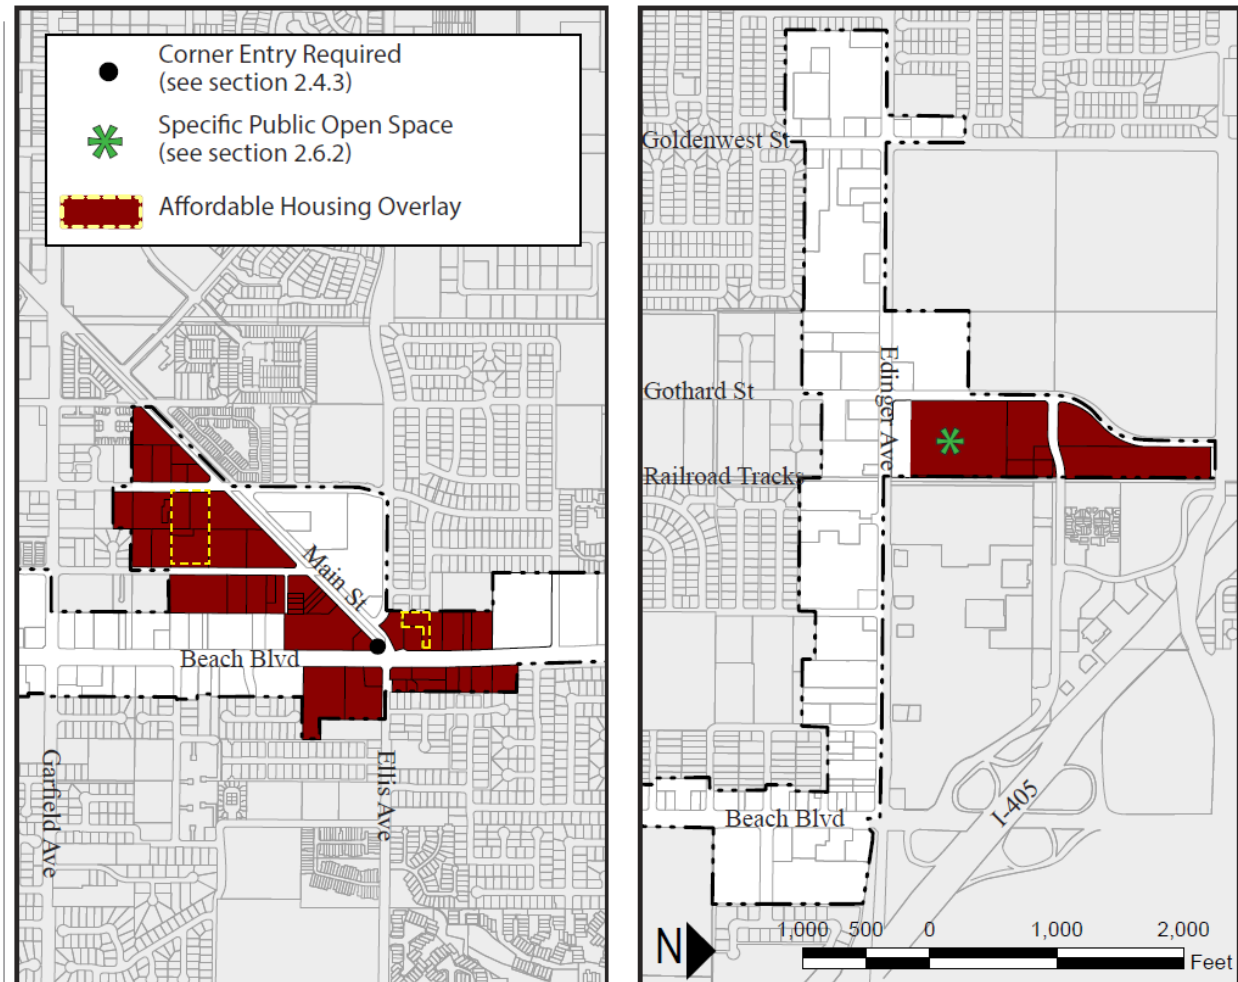 Corner Entry Required
(see section 2.4.3)
Specific Public Open Space
(see section 2.6.2)
Affordable Housing Overlay
Main St
Beach Blvd
Garfield Ave
Ellis Ave
Goldenwest St
Edinger Ave
Gothard St
Railroad Tracks
Beach Blvd
I-405
N
1,000 500 0 1,000 2,000
Feet